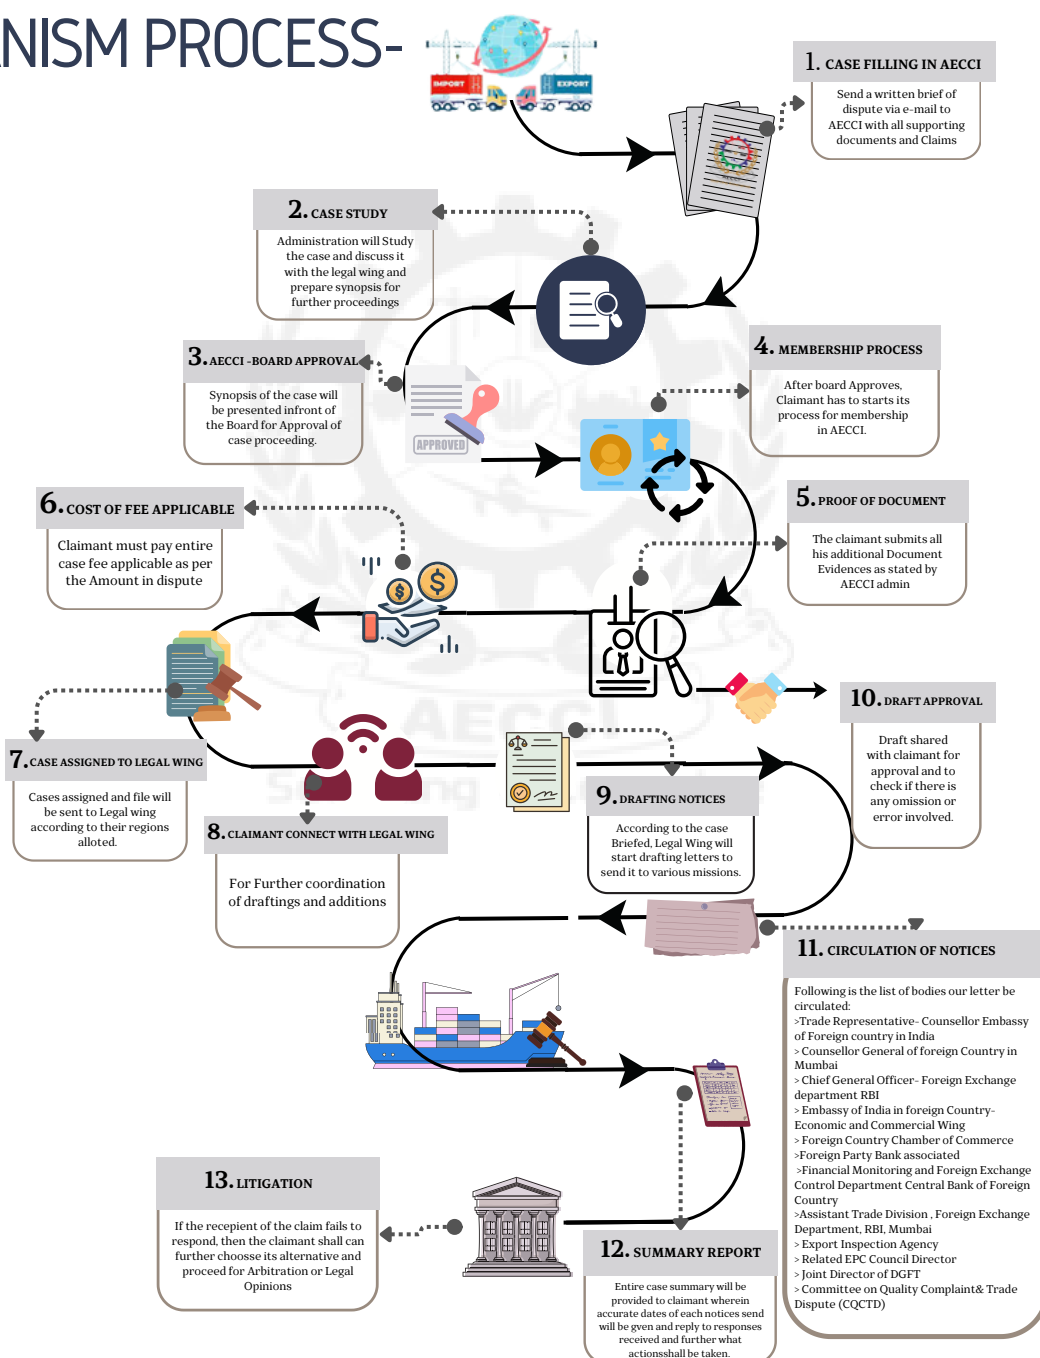 ANISM PROCESS-
IMPORT
EXPORT
1. CASE FILLING IN AECCI
Send a written brief of
dispute via e-mail to
AECCI with all supporting
documents and Claims
2. CASE STUDY
Administration will Study
the case and discuss it
with the legal wing and
prepare synopsis for
further proceedings
3. AECCI -BOARD APPROVAL
Synopsis of the case will
be presented infront of
the Board for Approval of
case proceeding.
APPROVED
4. MEMBERSHIP PROCESS
After board Approves,
Claimant has to starts its
process for membership
in AECCI.
5. PROOF OF DOCUMENT
The claimant submits all
his additional Document
Evidences as stated by
AECCI admin
6. COST OF FEE APPLICABLE
Claimant must pay entire
case fee applicable as per
the Amount in dispute
7. CASE ASSIGNED TO LEGAL WING
Cases assigned and file will
be sent to Legal wing
according to their regions
alloted.
8. CLAIMANT CONNECT WITH LEGAL WING
For Further coordination
of draftings and additions
9. DRAFTING NOTICES
According to the case
Briefed, Legal Wing will
start drafting letters to
send it to various missions.
10. DRAFT APPROVAL
Draft shared
with claimant for
approval and to
check if there is
any omission or
error involved.
AECCI
11. CIRCULATION OF NOTICES
Following is the list of bodies our letter be
circulated:
>Trade Representative- Counsellor Embassy
of Foreign country in India
> Counsellor General of foreign Country in
Mumbai
> Chief General Officer- Foreign Exchange
department RBI
> Embassy of India in foreign Country-
Economic and Commercial Wing
> Foreign Country Chamber of Commerce
>Foreign Party Bank associated
>Financial Monitoring and Foreign Exchange
Control Department Central Bank of Foreign
Country
>Assistant Trade Division , Foreign Exchange
Department, RBI, Mumbai
> Export Inspection Agency
> Related EPC Council Director
> Joint Director of DGFT
> Committee on Quality Complaint& Trade
Dispute (CQCTD)
12. SUMMARY REPORT
Entire case summary will be
provided to claimant wherein
accurate dates of each notices send
will be gven and reply to responses
received and further what
actionsshall be taken.
13. LITIGATION
If the recepient of the claim fails to
respond, then the claimant shall can
further choosse its alternative and
proceed for Arbitration or Legal
Opinions